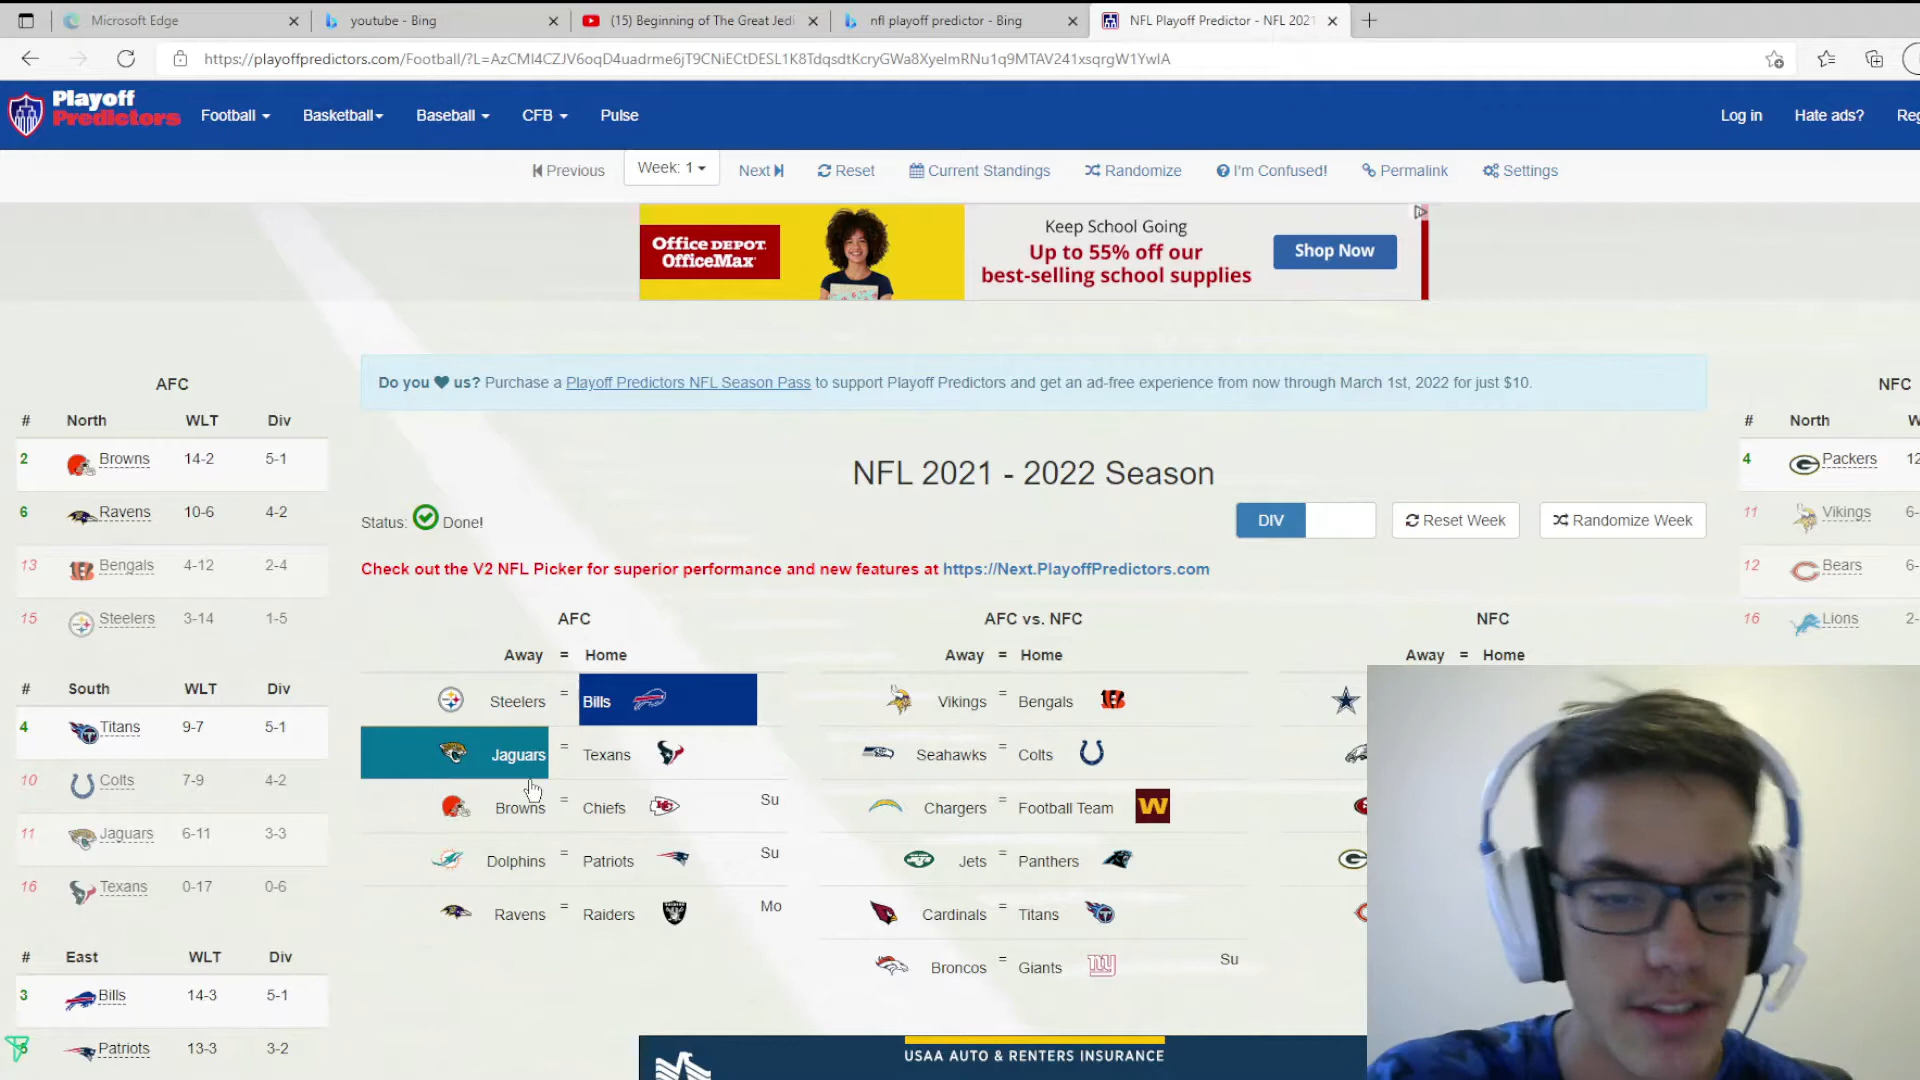 Microsoft Edge
youtube - Bing
(15) Beginning of The Great Jedi
nfl playoff predictor - Bing
NFL Playoff Predictor - NFL 2021
https://playoffpredictors.com/Football/?L=AzCMI4CZJV6oqD4uadrme6jT9CNiECtDESL1K8TdqsdtKcryGWa8XyelmRNu1q9MTAV241xsqrgW1YwIA
Playoff
Predictors
Football
Basketball
Baseball
CFB
Pulse
Log in
Hate ads?
Reg
Previous
Week: 1
Next
Reset
Current Standings
Randomize
I'm Confused!
Permalink
Settings
Office DEPOT
OfficeMax
Keep School Going
Up to 55% off our
best-selling school supplies
Shop Now
Do you us? Purchase a Playoff Predictors NFL Season Pass to support Playoff Predictors and get an ad-free experience from now through March 1st, 2022 for just $10.
NFL 2021 - 2022 Season
Status: Done!
DIV
Reset Week
Randomize Week
Check out the V2 NFL Picker for superior performance and new features at https://Next.PlayoffPredictors.com
AFC
# North WLT Div
2 Browns 14-2 5-1
6 Ravens 10-6 4-2
13 Bengals 4-12 2-4
15 Steelers 3-14 1-5
# South WLT Div
4 Titans 9-7 5-1
10 Colts 7-9 4-2
11 Jaguars 6-11 3-3
16 Texans 0-17 0-6
# East WLT Div
3 Bills 14-3 5-1
Patriots 13-3 3-2
AFC
Away = Home
Steelers = Bills
Jaguars = Texans
Browns = Chiefs Su
Dolphins = Patriots Su
Ravens = Raiders Mo
AFC vs. NFC
Away = Home
Vikings = Bengals
Seahawks = Colts
Chargers = Football Team W
Jets = Panthers
Cardinals = Titans
Broncos = Giants ny Su
NFC
Away = Home
NFC
# North W
4 Packers 12
11 Vikings 6-
12 Bears 6-
16 Lions 2-
USAA AUTO & RENTERS INSURANCE